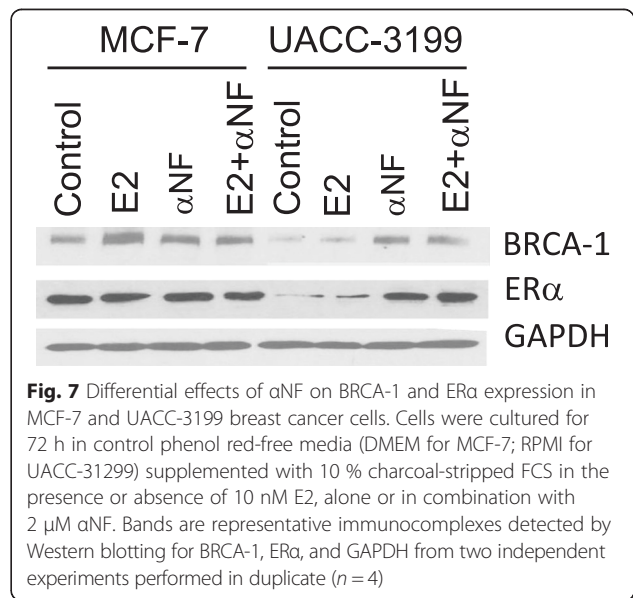 MCF-7 UACC-3199
Control E2 αNF E2+αNF Control E2 αNF E2+αNF
BRCA-1
ERα
GAPDH
Fig. 7 Differential effects of αNF on BRCA-1 and ERα expression in
MCF-7 and UACC-3199 breast cancer cells. Cells were cultured for
72 h in control phenol red-free media (DMEM for MCF-7; RPMI for
UACC-31299) supplemented with 10 % charcoal-stripped FCS in the
presence or absence of 10 nM E2, alone or in combination with
2 μM αNF. Bands are representative immunocomplexes detected by
Western blotting for BRCA-1, ERα, and GAPDH from two independent
experiments performed in duplicate (n = 4)